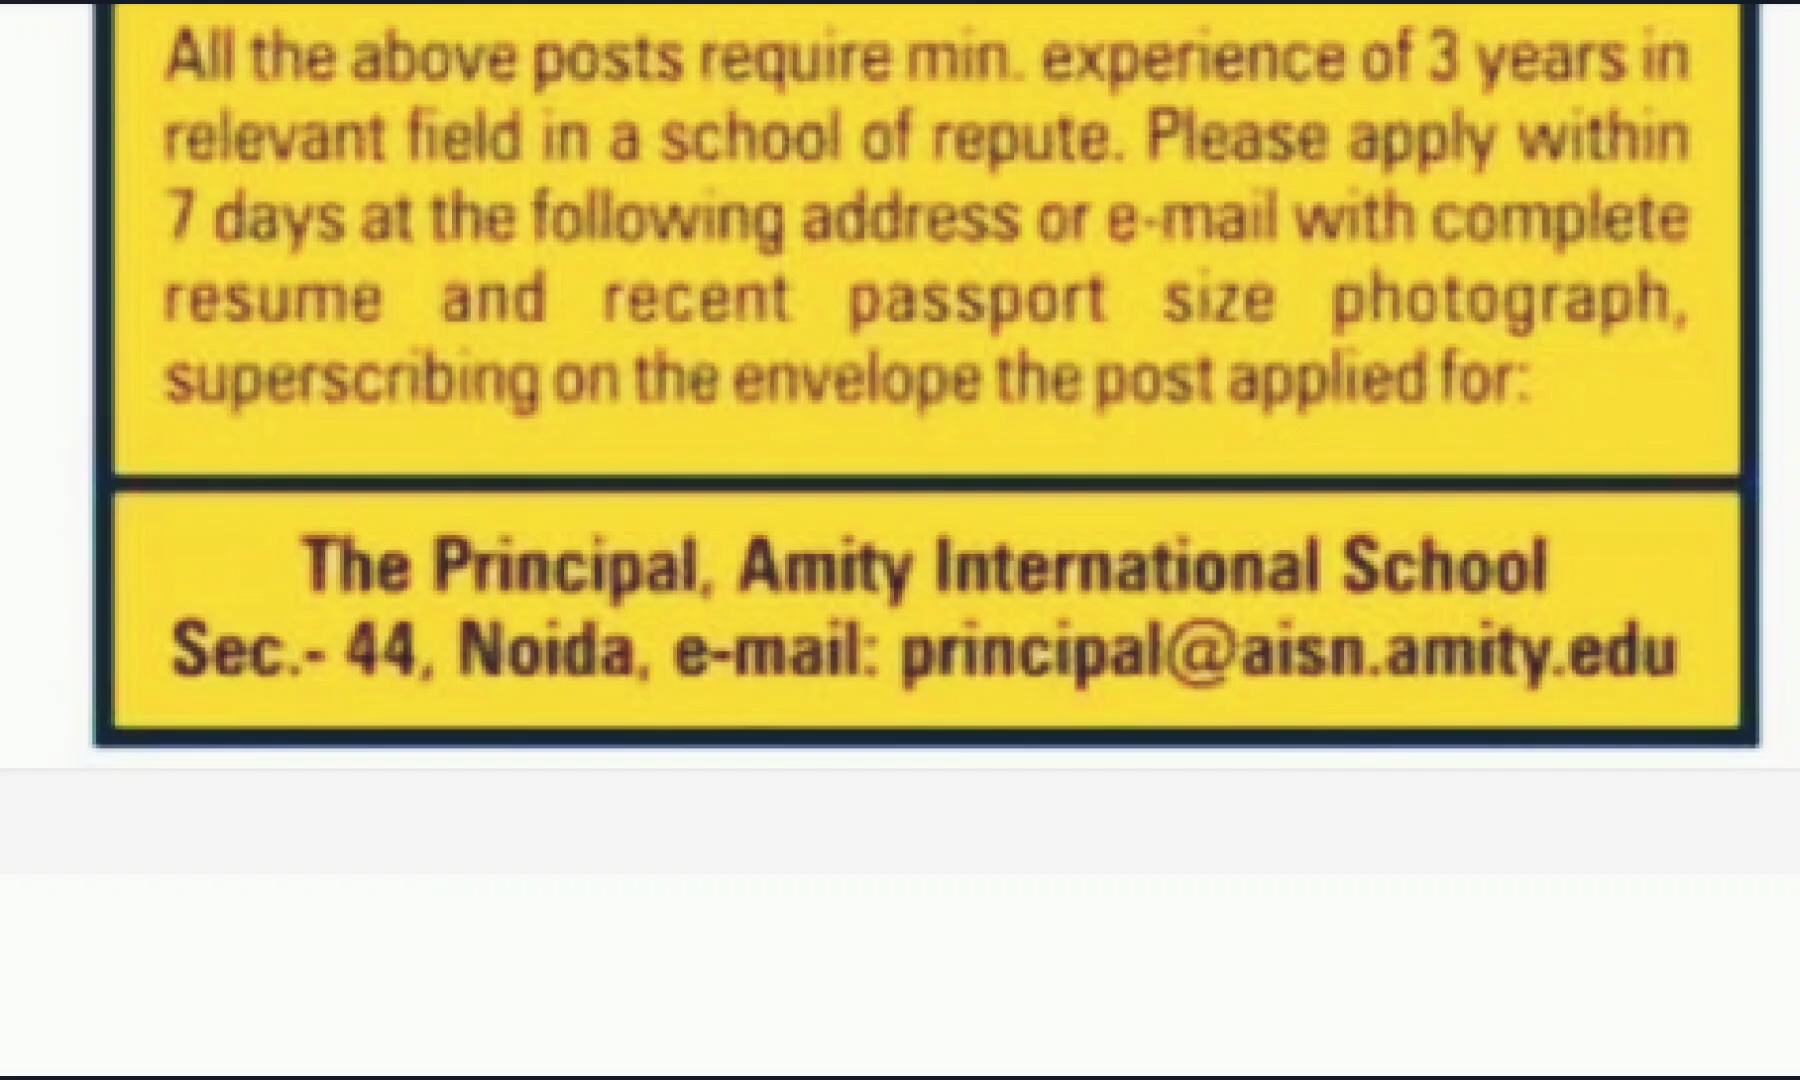 All the above posts require min. experience of 3 years in
relevant field in a school of repute. Please apply within
7 days at the following address or e-mail with complete
resume and recent passport size photograph,
superscribing on the envelope the post applied for:
The Principal, Amity International School
Sec.- 44, Noida, e-mail: principal@aisn.amity.edu